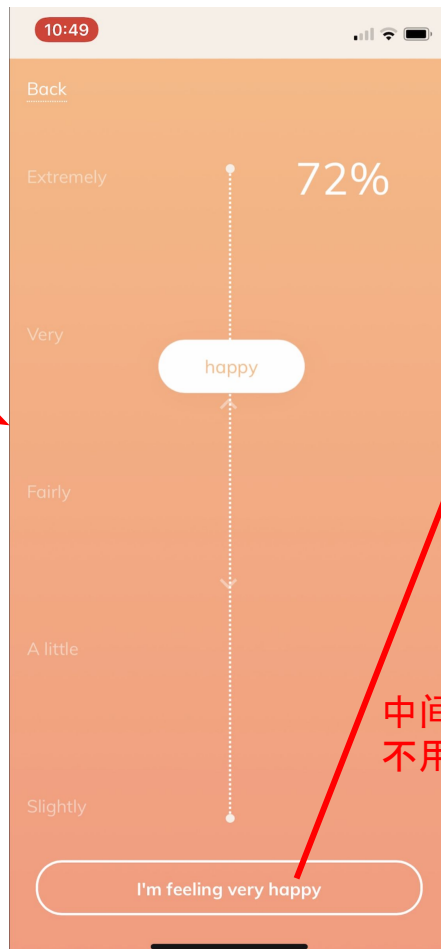 10:49
Back
Extremely
72%
Very
happy
Fairly
A little
中间
不用
Slightly
I'm feeling very happy